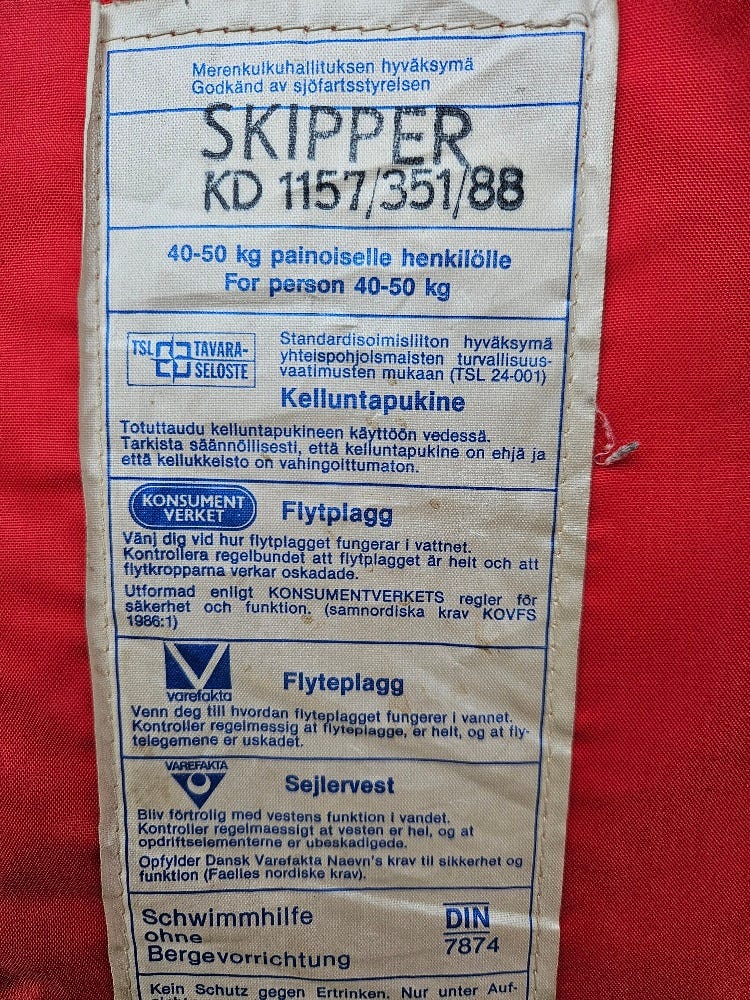 Merenkulkuhallituksen hyväksymä
Godkänd av sjöfartsstyrelsen
SKIPPER
KD 1157/351/88
40-50 kg painoiselle henkilölle
For person 40-50 kg
TSL TAVARA-
SELOSTE
Standardisoimisliiton hyväksymä
yhteispohjoismaisten turvallisuus-
vaatimusten mukaan (TSL 24-001)
Kelluntapukine
Totuttaudu kelluntapukineen käyttöön vedessä.
Tarkista säännöllisesti, että kelluntapukine on ehjä ja
että kellukkeisto on vahingoittumaton.
KONSUMENT
VERKET
Flytplagg
Vänj dig vid hur flytplagget fungerar i vattnet.
Kontrollera regelbundet att flytplagget är helt och att
flytkropparna verkar oskadade.
Utformad enligt KONSUMENTVERKETS regler för
säkerhet och funktion. (samnordiska krav KOVFS
1986:1)
varefakta
Flyteplagg
Venn deg till hvordan flyteplagget fungerer i vannet.
Kontroller regelmessig at flyteplagge, er helt, og at fly-
telegemene er uskadet.
VAREFAKTA
Sejlervest
Bliv förtrolig med vestens funktion i vandet.
Kontroller regelmaessigt at vesten er hel, og at
opdriftselementerne er ubeskadigede.
Opfylder Dansk Varefakta Naevn's krav til sikkerhet og
funktion (Faelles nordiske krav).
Schwimmhilfe
ohne
Bergevorrichtung
DIN
7874
Kein Schutz gegen Ertrinken. Nur unter Auf-